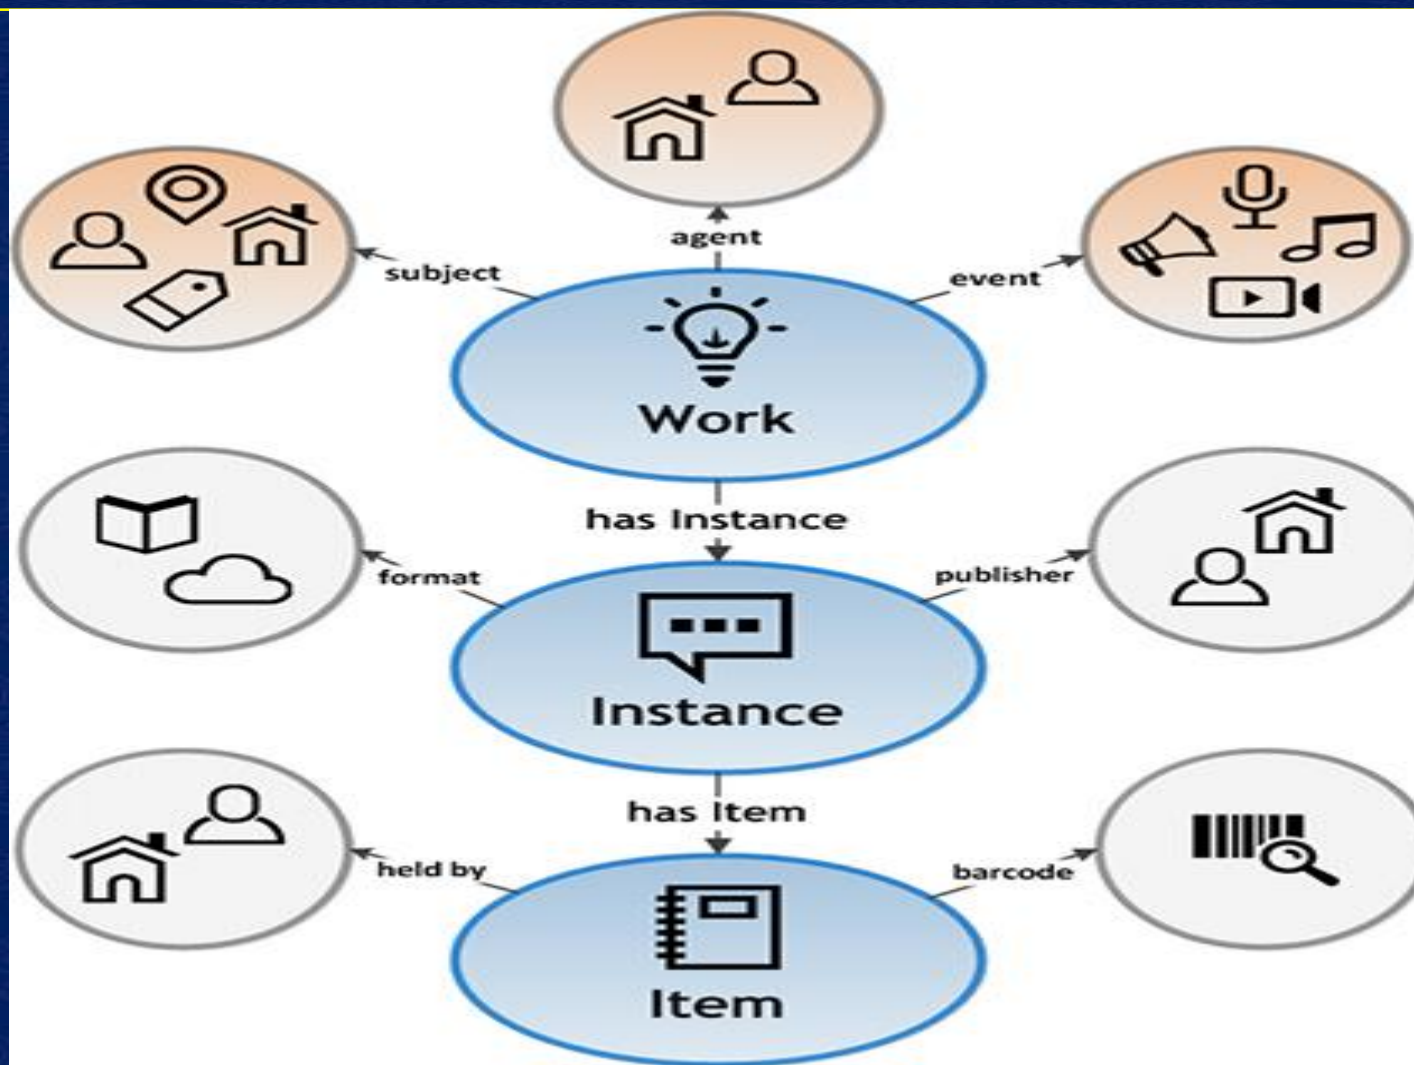 agent
subject
event
Work
has Instance
format
publisher
Instance
has Item
held by
barcode
Item